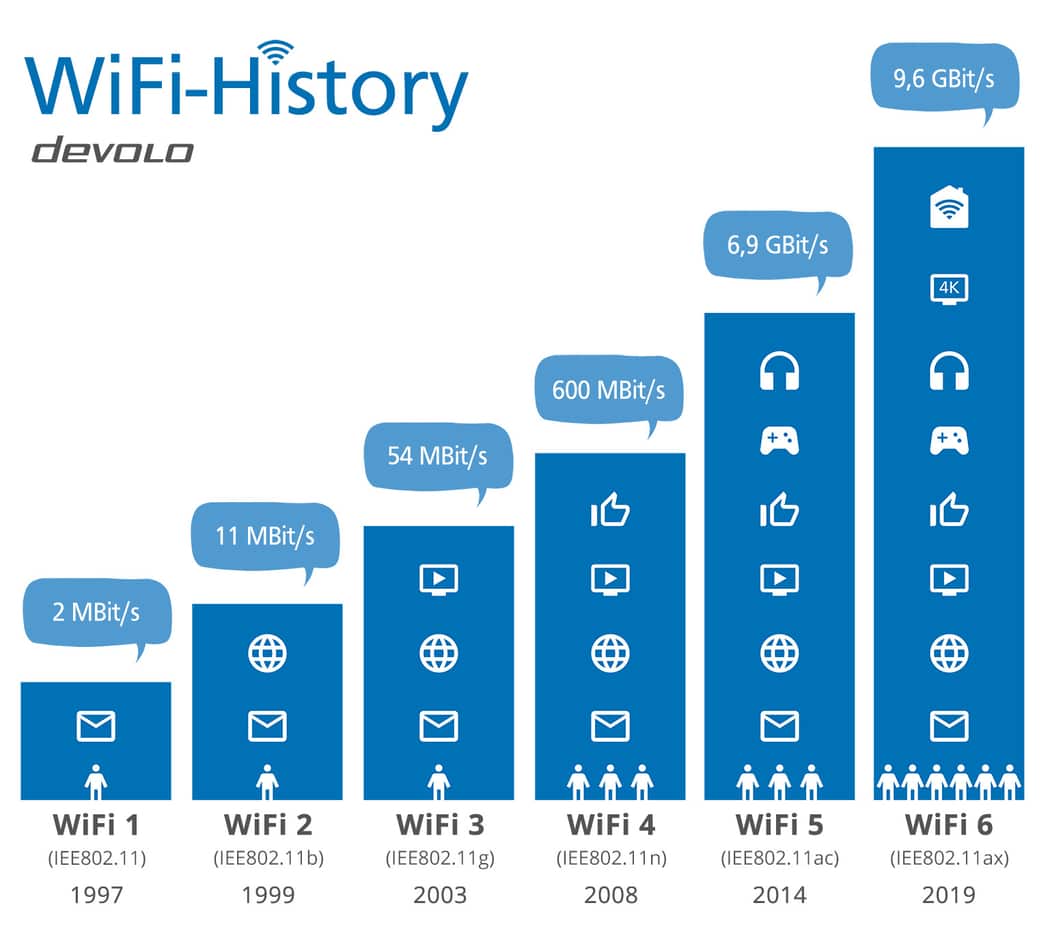 WiFi-History
devolo
2 MBit/s
11 MBit/s
54 MBit/s
600 MBit/s
6,9 GBit/s
9,6 GBit/s
4K
WiFi 1
(IEE802.11)
1997
WiFi 2
(IEE802.11b)
1999
WiFi 3
(IEE802.11g)
2003
WiFi 4
(IEE802.11n)
2008
WiFi 5
(IEE802.11ac)
2014
WiFi 6
(IEE802.11ax)
2019